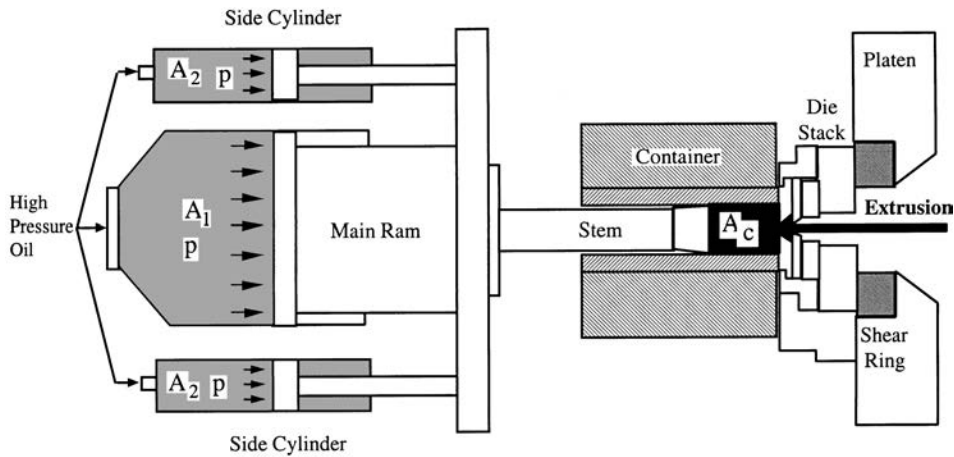 Side Cylinder
A2 p
Platen
Die
Stack
Container
High
Pressure
Oil
A1
p
Main Ram
Stem
Ac
Extrusion
A2 p
Shear
Ring
Side Cylinder